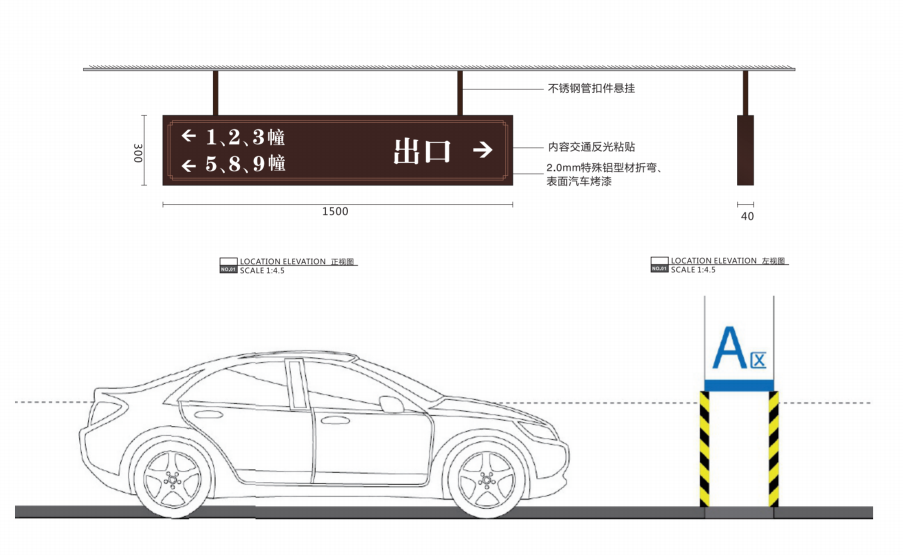 不锈钢管扣件悬挂
← 1、2、3幢
← 5、8、9幢
出口 →
内容交通反光粘贴
2.0mm特殊铝型材折弯、
表面汽车烤漆
300
1500
40
LOCATION ELEVATION 正视图
NO.01 SCALE 1:4.5
LOCATION ELEVATION 左视图
NO.01 SCALE 1:4.5
A区